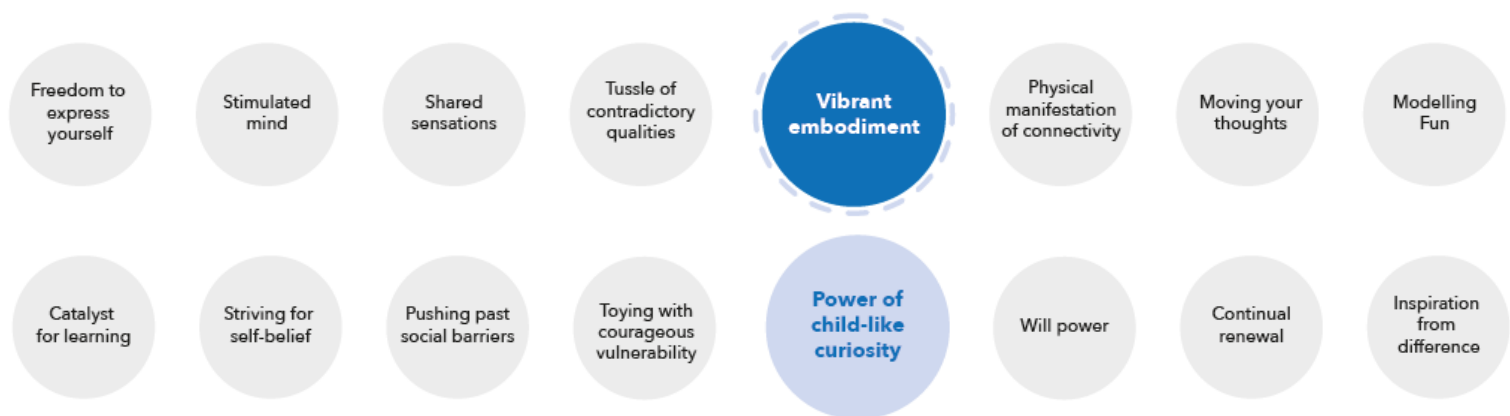 Freedom to
express
yourself
Stimulated
mind
Shared
sensations
Tussle of
contradictory
qualities
Vibrant
embodiment
Physical
manifestation
of connectivity
Moving your
thoughts
Modelling
Fun
Catalyst
for learning
Striving for
self-belief
Pushing past
social barriers
Toying with
courageous
vulnerability
Power of
child-like
curiosity
Will power
Continual
renewal
Inspiration
from
difference